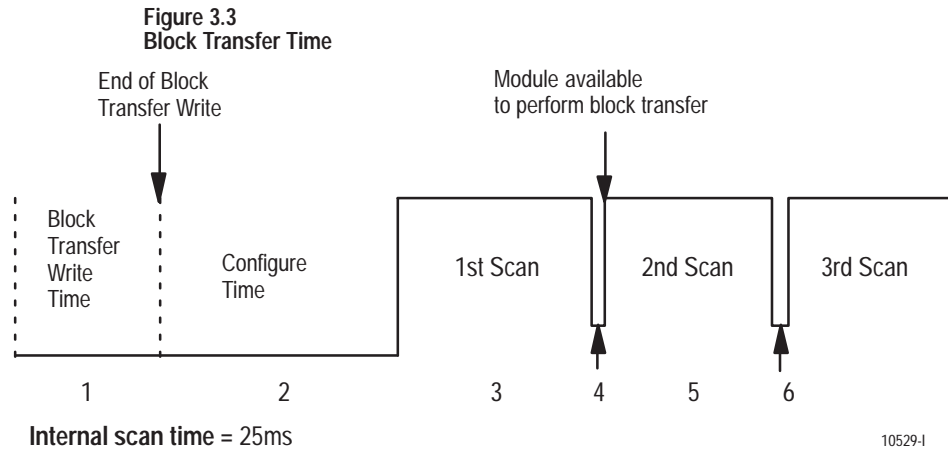 Figure 3.3
Block Transfer Time
End of Block
Transfer Write
Module available
to perform block transfer
Block
Transfer
Write
Time
Configure
Time
1st Scan
2nd Scan
3rd Scan
1
2
3
4
5
6
Internal scan time = 25ms
10529-I